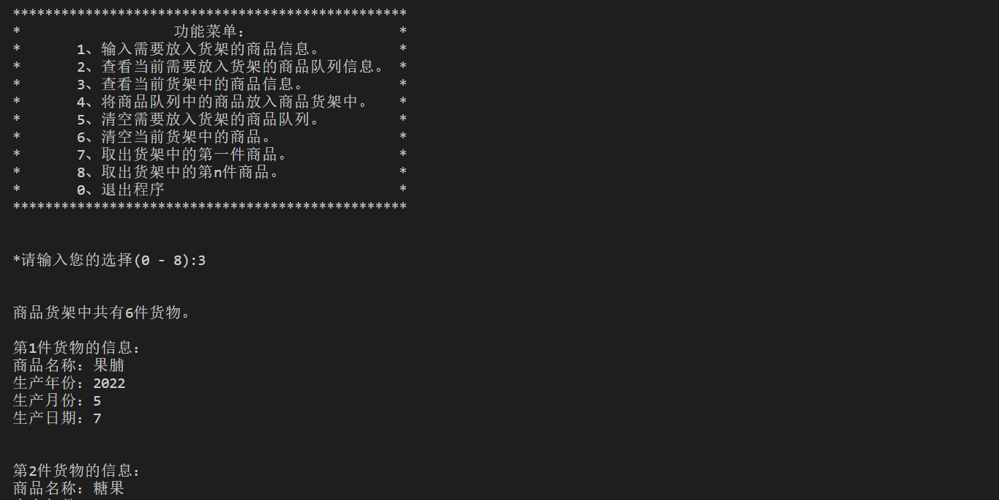 *************************************************
* 功能菜单： *
* 1、输入需要放入货架的商品信息。 *
* 2、查看当前需要放入货架的商品队列信息。 *
* 3、查看当前货架中的商品信息。 *
* 4、将商品队列中的商品放入商品货架中。 *
* 5、清空需要放入货架的商品队列。 *
* 6、清空当前货架中的商品。 *
* 7、取出货架中的第一件商品。 *
* 8、取出货架中的第n件商品。 *
* 0、退出程序 *
*************************************************
*请输入您的选择(0 - 8):3
商品货架中共有6件货物。
第1件货物的信息：
商品名称：果脯
生产年份：2022
生产月份：5
生产日期：7
第2件货物的信息：
商品名称：糖果